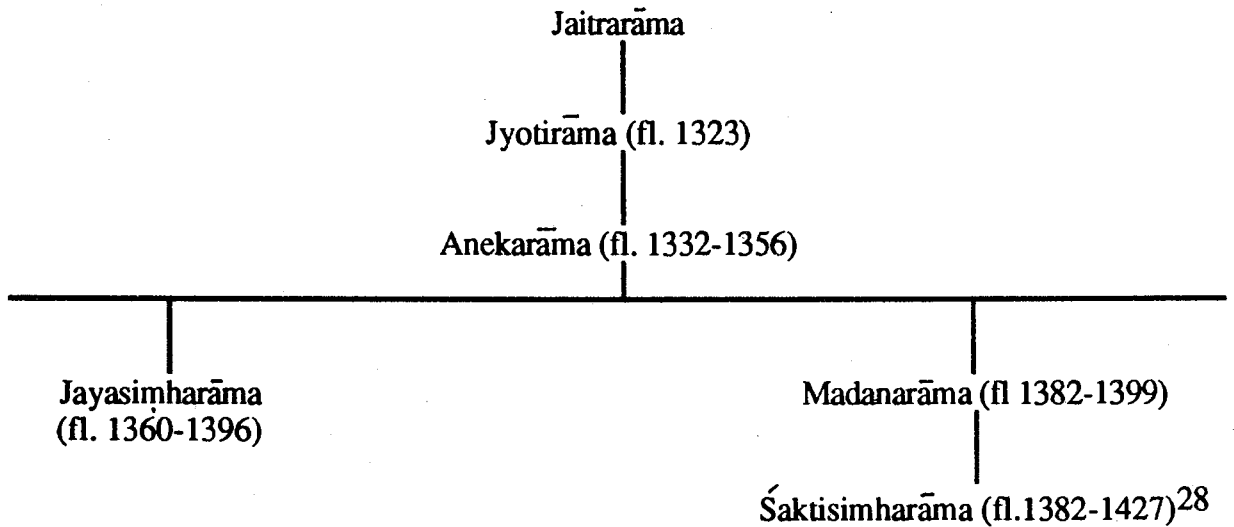 Jaitrarāma
Jyotirāma (fl. 1323)
Anekarāma (fl. 1332-1356)
Jayasiṃharāma
(fl. 1360-1396)
Madanarāma (fl 1382-1399)
Śaktisimharāma (fl.1382-1427)28